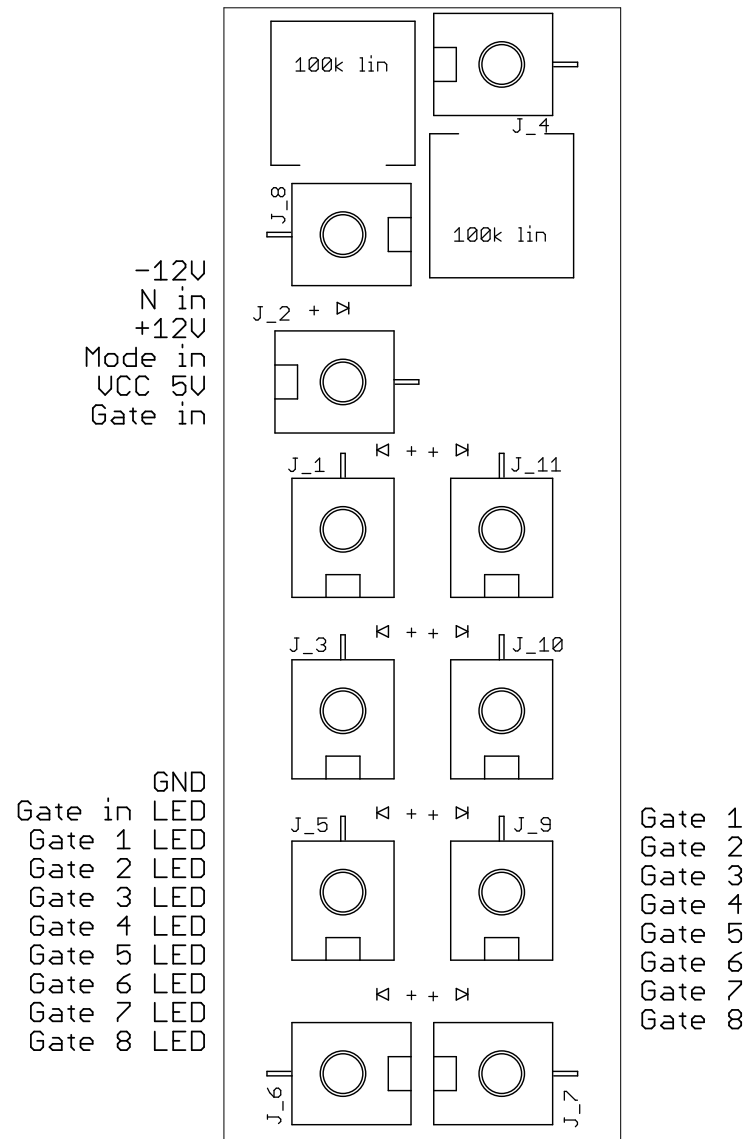 100k lin
J_4
J_8
100k lin
-12V
N in
+12V
Mode in
VCC 5V
Gate in
J_2 +
+ +
J_1
J_11
+ +
J_3
J_10
GND
Gate in LED
Gate 1 LED
Gate 2 LED
Gate 3 LED
Gate 4 LED
Gate 5 LED
Gate 6 LED
Gate 7 LED
Gate 8 LED
+ +
J_5
J_9
Gate 1
Gate 2
Gate 3
Gate 4
Gate 5
Gate 6
Gate 7
Gate 8
+ +
J_6
J_7